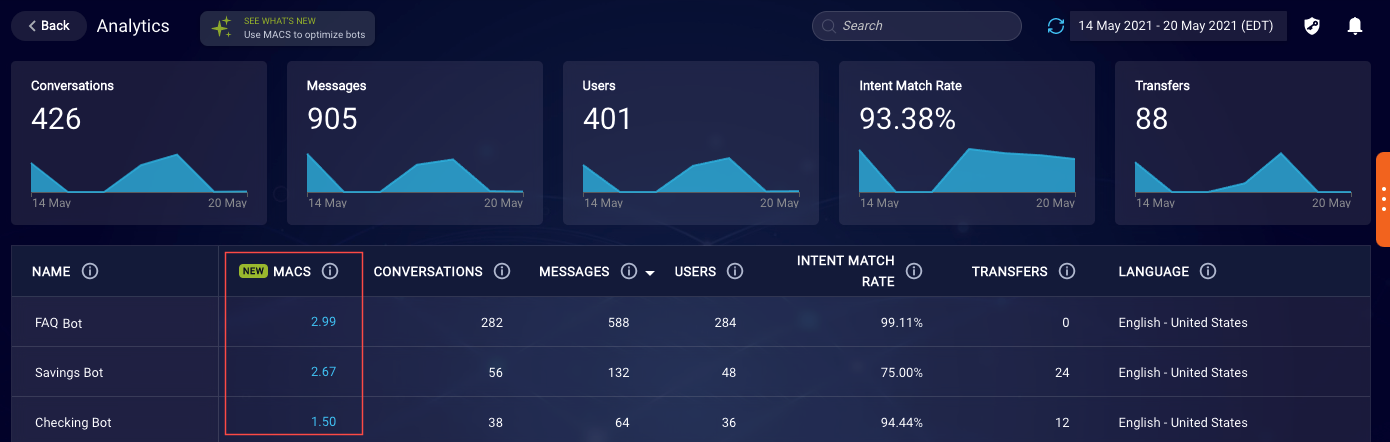 Back
Analytics
SEE WHAT'S NEW
Use MACS to optimize bots
Search
14 May 2021 - 20 May 2021 (EDT)
Conversations
426
14 May 20 May
Messages
905
14 May 20 May
Users
401
14 May 20 May
Intent Match Rate
93.38%
14 May 20 May
Transfers
88
14 May 20 May
NAME NEW MACS CONVERSATIONS MESSAGES USERS INTENT MATCH RATE TRANSFERS LANGUAGE
FAQ Bot 2.99 282 588 284 99.11% 0 English - United States
Savings Bot 2.67 56 132 48 75.00% 24 English - United States
Checking Bot 1.50 38 64 36 94.44% 12 English - United States